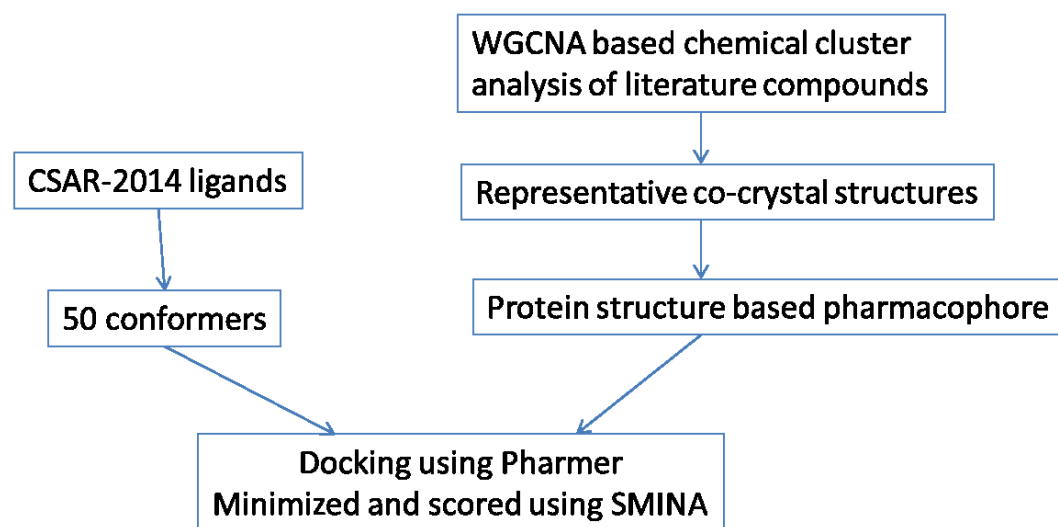 WGCNA based chemical cluster
analysis of literature compounds
CSAR-2014 ligands
Representative co-crystal structures
50 conformers
Protein structure based pharmacophore
Docking using Pharmer
Minimized and scored using SMINA